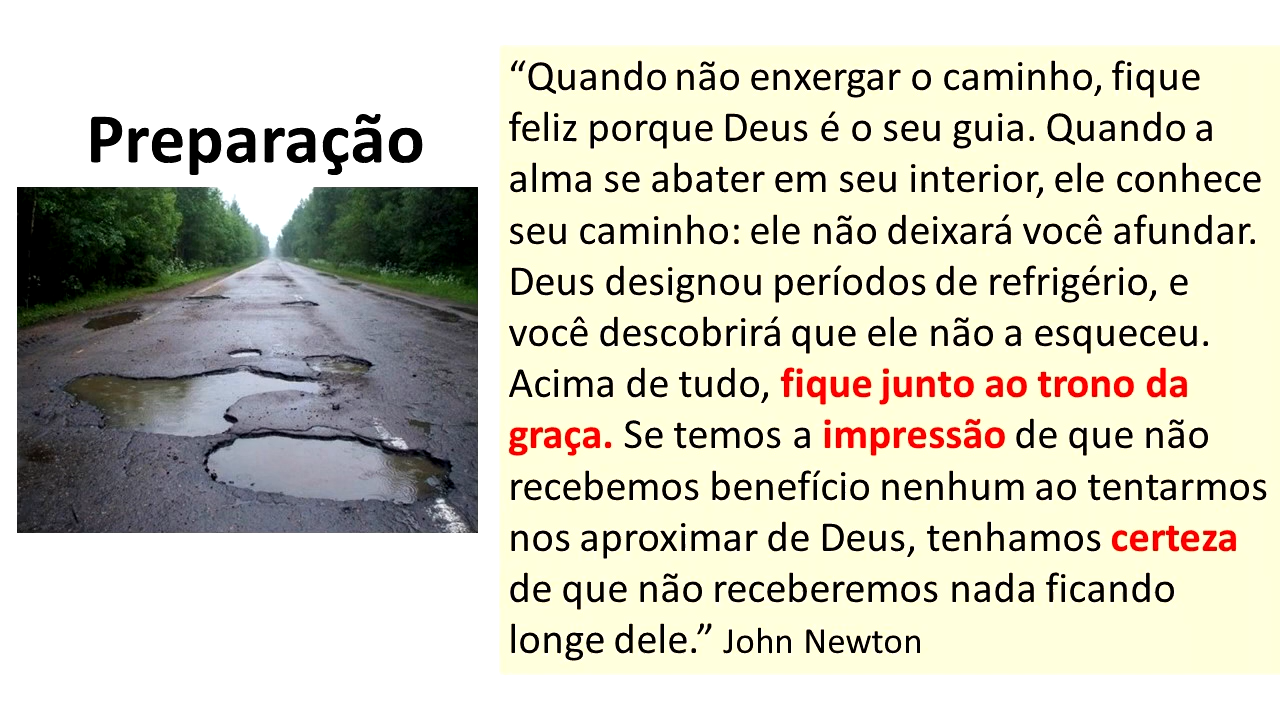 Preparação
“Quando não enxergar o caminho, fique
feliz porque Deus é o seu guia. Quando a
alma se abater em seu interior, ele conhece
seu caminho: ele não deixará você afundar.
Deus designou períodos de refrigério, e
você descobrirá que ele não a esqueceu.
Acima de tudo, fique junto ao trono da
graça. Se temos a impressão de que não
recebemos benefício nenhum ao tentarmos
nos aproximar de Deus, tenhamos certeza
de que não receberemos nada ficando
longe dele.” John Newton